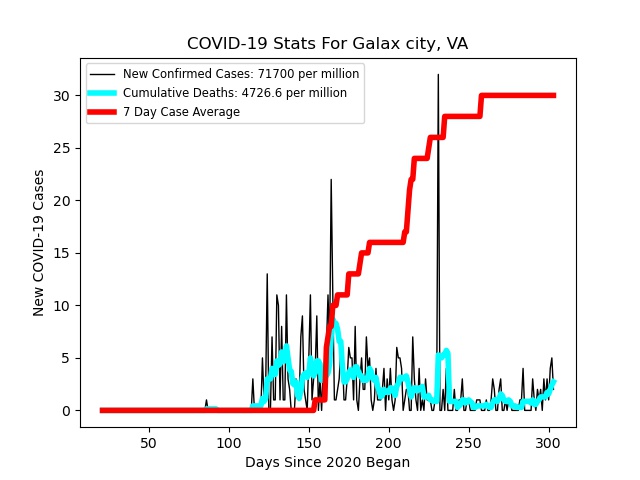 COVID-19 Stats For Galax city, VA
New Confirmed Cases: 71700 per million
Cumulative Deaths: 4726.6 per million
7 Day Case Average
30
25
20
15
10
5
0
New COVID-19 Cases
50 100 150 200 250 300
Days Since 2020 Began